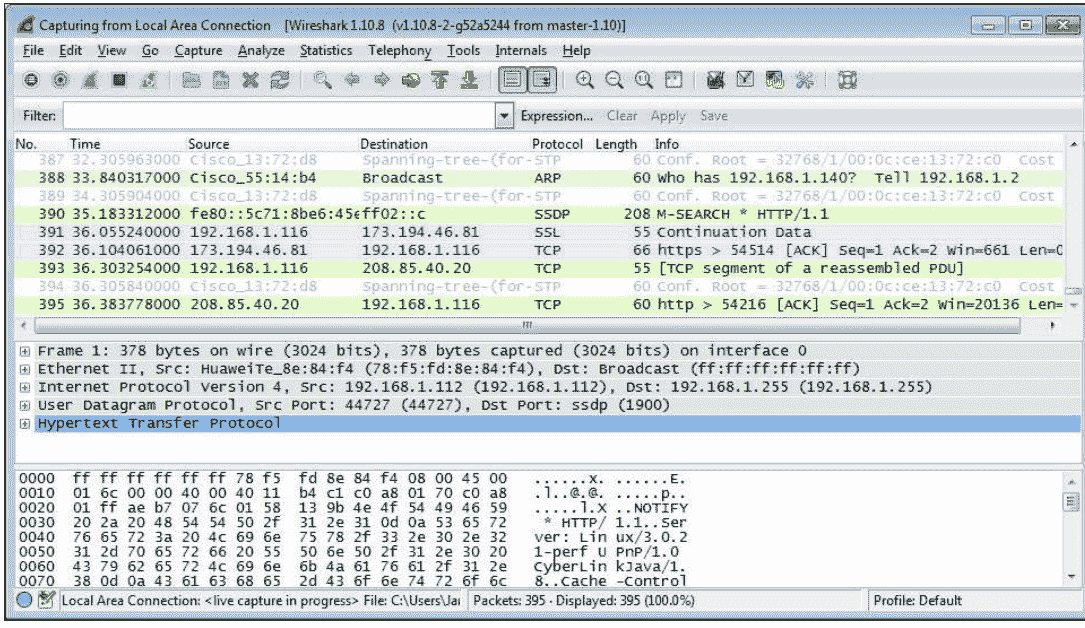 Capturing from Local Area Connection [Wireshark 1.10.8 (v1.10.8-2-g52a5244 from master-1.10)]
File Edit View Go Capture Analyze Statistics Telephony Tools Internals Help
Filter: Expression... Clear Apply Save
No. Time Source Destination Protocol Length Info
387 32.305963000 Cisco_13:72:d8 Spanning-tree-(for- STP 60 Conf. Root = 32768/1/00:0c:ce:13:72:c0 Cost
388 33.840317000 Cisco_55:14:b4 Broadcast ARP 60 Who has 192.168.1.140? Tell 192.168.1.2
389 34.305904000 Cisco_13:72:d8 Spanning-tree-(for- STP 60 Conf. Root = 32768/1/00:0c:ce:13:72:c0 Cost
390 35.183312000 fe80::5c71:8be6:45e ff02::c SSDP 208 M-SEARCH * HTTP/1.1
391 36.055240000 192.168.1.116 173.194.46.81 SSL 55 Continuation Data
392 36.104061000 173.194.46.81 192.168.1.116 TCP 66 https > 54514 [ACK] Seq=1 Ack=2 Win=661 Len=0
393 36.303254000 192.168.1.116 208.85.40.20 TCP 55 [TCP segment of a reassembled PDU]
394 36.305840000 Cisco_13:72:d8 Spanning-tree-(for- STP 60 Conf. Root = 32768/1/00:0c:ce:13:72:c0 Cost
395 36.383778000 208.85.40.20 192.168.1.116 TCP 60 http > 54216 [ACK] Seq=1 Ack=2 Win=20136 Len=
Frame 1: 378 bytes on wire (3024 bits), 378 bytes captured (3024 bits) on interface 0
Ethernet II, Src: HuaweiTe_8e:84:f4 (78:f5:fd:8e:84:f4), Dst: Broadcast (ff:ff:ff:ff:ff:ff)
Internet Protocol Version 4, Src: 192.168.1.112 (192.168.1.112), Dst: 192.168.1.255 (192.168.1.255)
User Datagram Protocol, Src Port: 44727 (44727), Dst Port: ssdp (1900)
Hypertext Transfer Protocol
0000 ff ff ff ff ff ff 78 f5 fd 8e 84 f4 08 00 45 00 ......x. ......E.
0010 01 6c 00 00 40 00 40 11 b4 c1 c0 a8 01 70 c0 a8 .l..@.@. .....p..
0020 01 ff ae b7 07 6c 01 58 13 9b 4e 4f 54 49 46 59 .....l.X ..NOTIFY
0030 20 2a 20 48 54 54 50 2f 31 2e 31 0d 0a 53 65 72 * HTTP/ 1.1..Ser
0040 76 65 72 3a 20 4c 69 6e 75 78 2f 33 2e 30 2e 32 ver: Lin ux/3.0.2
0050 31 2d 70 65 72 66 20 55 50 6e 50 2f 31 2e 30 20 1-perf U PnP/1.0
0060 43 79 62 65 72 4c 69 6e 6b 4a 61 76 61 2f 31 2e CyberLin kJava/1.
0070 38 0d 0a 43 61 63 68 65 2d 43 6f 6e 74 72 6f 6c 8..Cache -Control
Local Area Connection: <live capture in progress> File: C:\Users\Jai Packets: 395 · Displayed: 395 (100.0%) Profile: Default